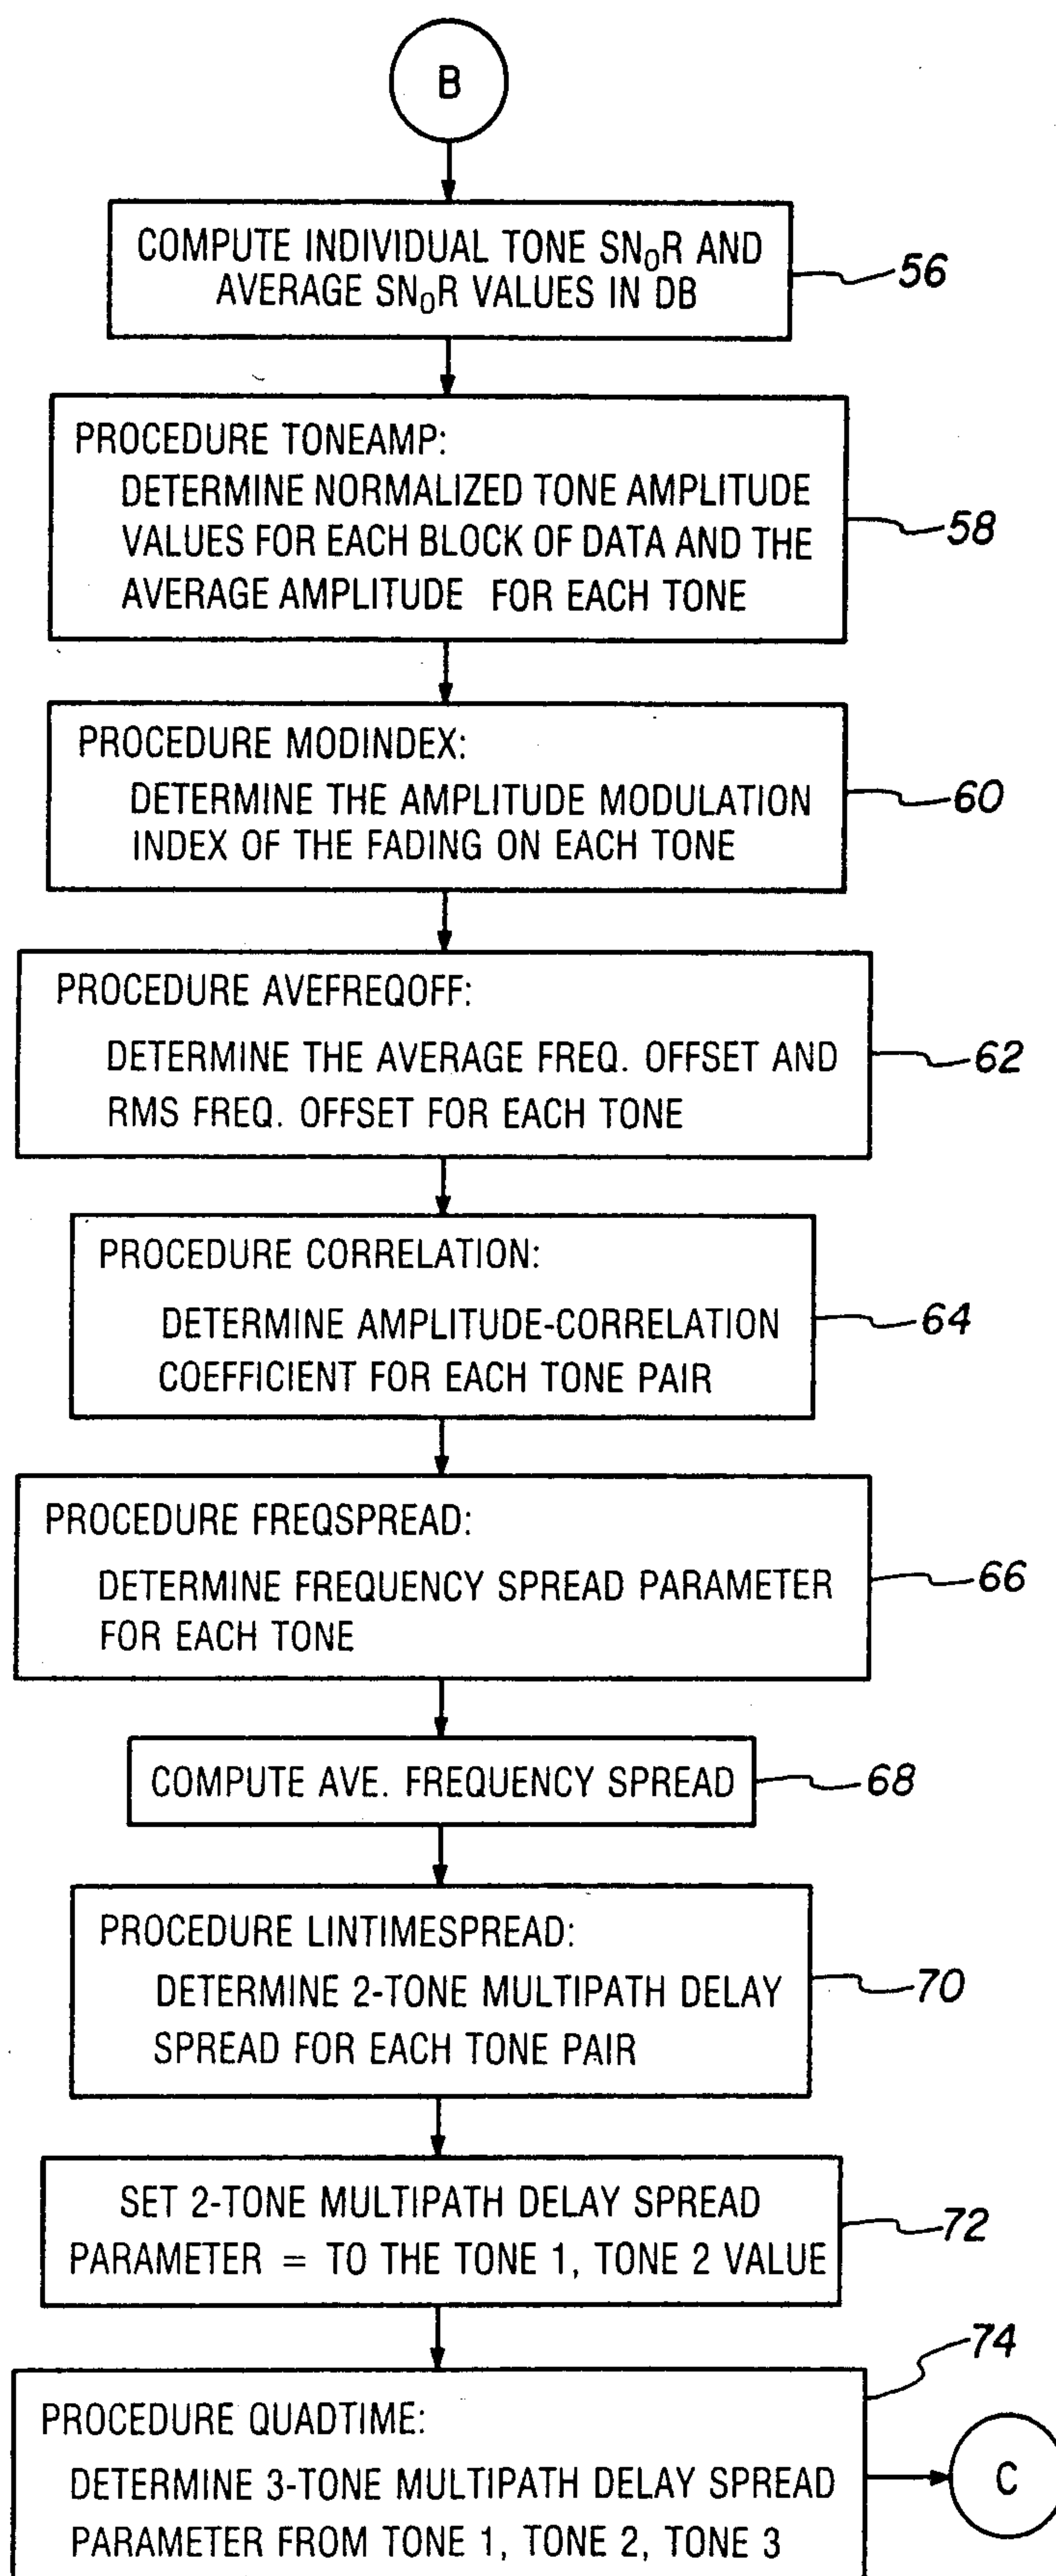 B
COMPUTE INDIVIDUAL TONE SN₀R AND
AVERAGE SN₀R VALUES IN DB
56
PROCEDURE TONEAMP:
DETERMINE NORMALIZED TONE AMPLITUDE
VALUES FOR EACH BLOCK OF DATA AND THE
AVERAGE AMPLITUDE FOR EACH TONE
58
PROCEDURE MODINDEX:
DETERMINE THE AMPLITUDE MODULATION
INDEX OF THE FADING ON EACH TONE
60
PROCEDURE AVEFREQOFF:
DETERMINE THE AVERAGE FREQ. OFFSET AND
RMS FREQ. OFFSET FOR EACH TONE
62
PROCEDURE CORRELATION:
DETERMINE AMPLITUDE-CORRELATION
COEFFICIENT FOR EACH TONE PAIR
64
PROCEDURE FREQSPREAD:
DETERMINE FREQUENCY SPREAD PARAMETER
FOR EACH TONE
66
COMPUTE AVE. FREQUENCY SPREAD
68
PROCEDURE LINTIMESPREAD:
DETERMINE 2-TONE MULTIPATH DELAY
SPREAD FOR EACH TONE PAIR
70
SET 2-TONE MULTIPATH DELAY SPREAD
PARAMETER = TO THE TONE 1, TONE 2 VALUE
72
74
PROCEDURE QUADTIME:
DETERMINE 3-TONE MULTIPATH DELAY SPREAD
PARAMETER FROM TONE 1, TONE 2, TONE 3
C